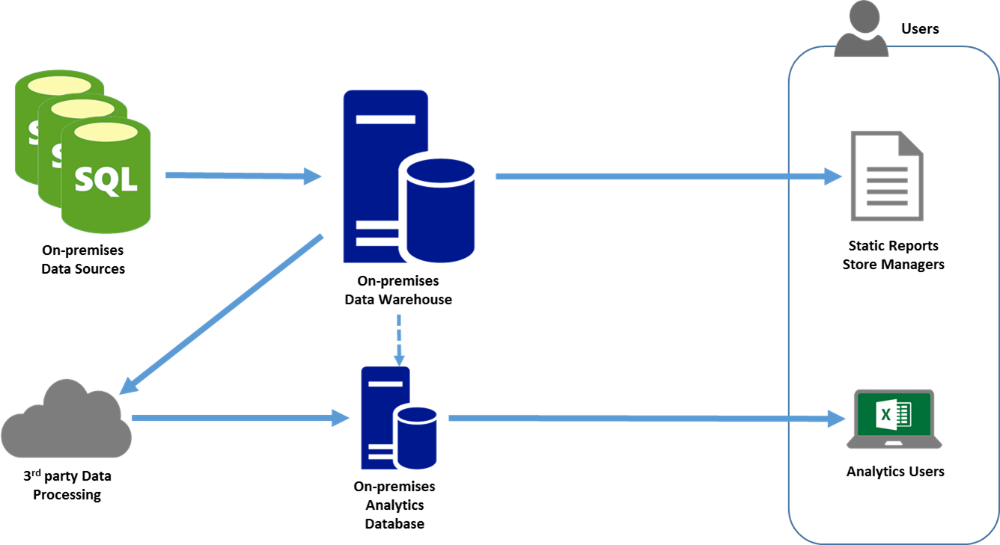 Users
S
S
SQL
On-premises
Data Sources
On-premises
Data Warehouse
Static Reports
Store Managers
3rd party Data
Processing
On-premises
Analytics
Database
X
Analytics Users